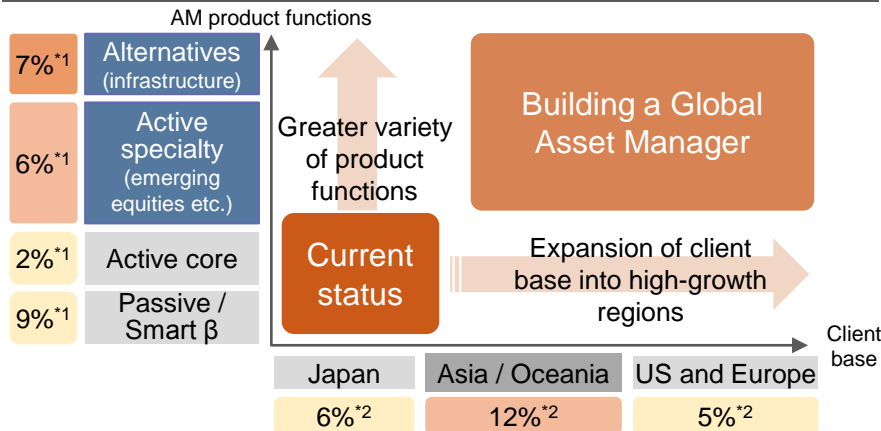 AM product functions
7%*1
Alternatives
(infrastructure)
6%*1
Active
specialty
(emerging
equities etc.)
2%*1
Active core
9%*1
Passive /
Smart β
Greater variety
of product
functions
Building a Global
Asset Manager
Current
status
Expansion of client
base into high-growth
regions
Client
base
Japan
Asia / Oceania
US and Europe
6%*2
12%*2
5%*2